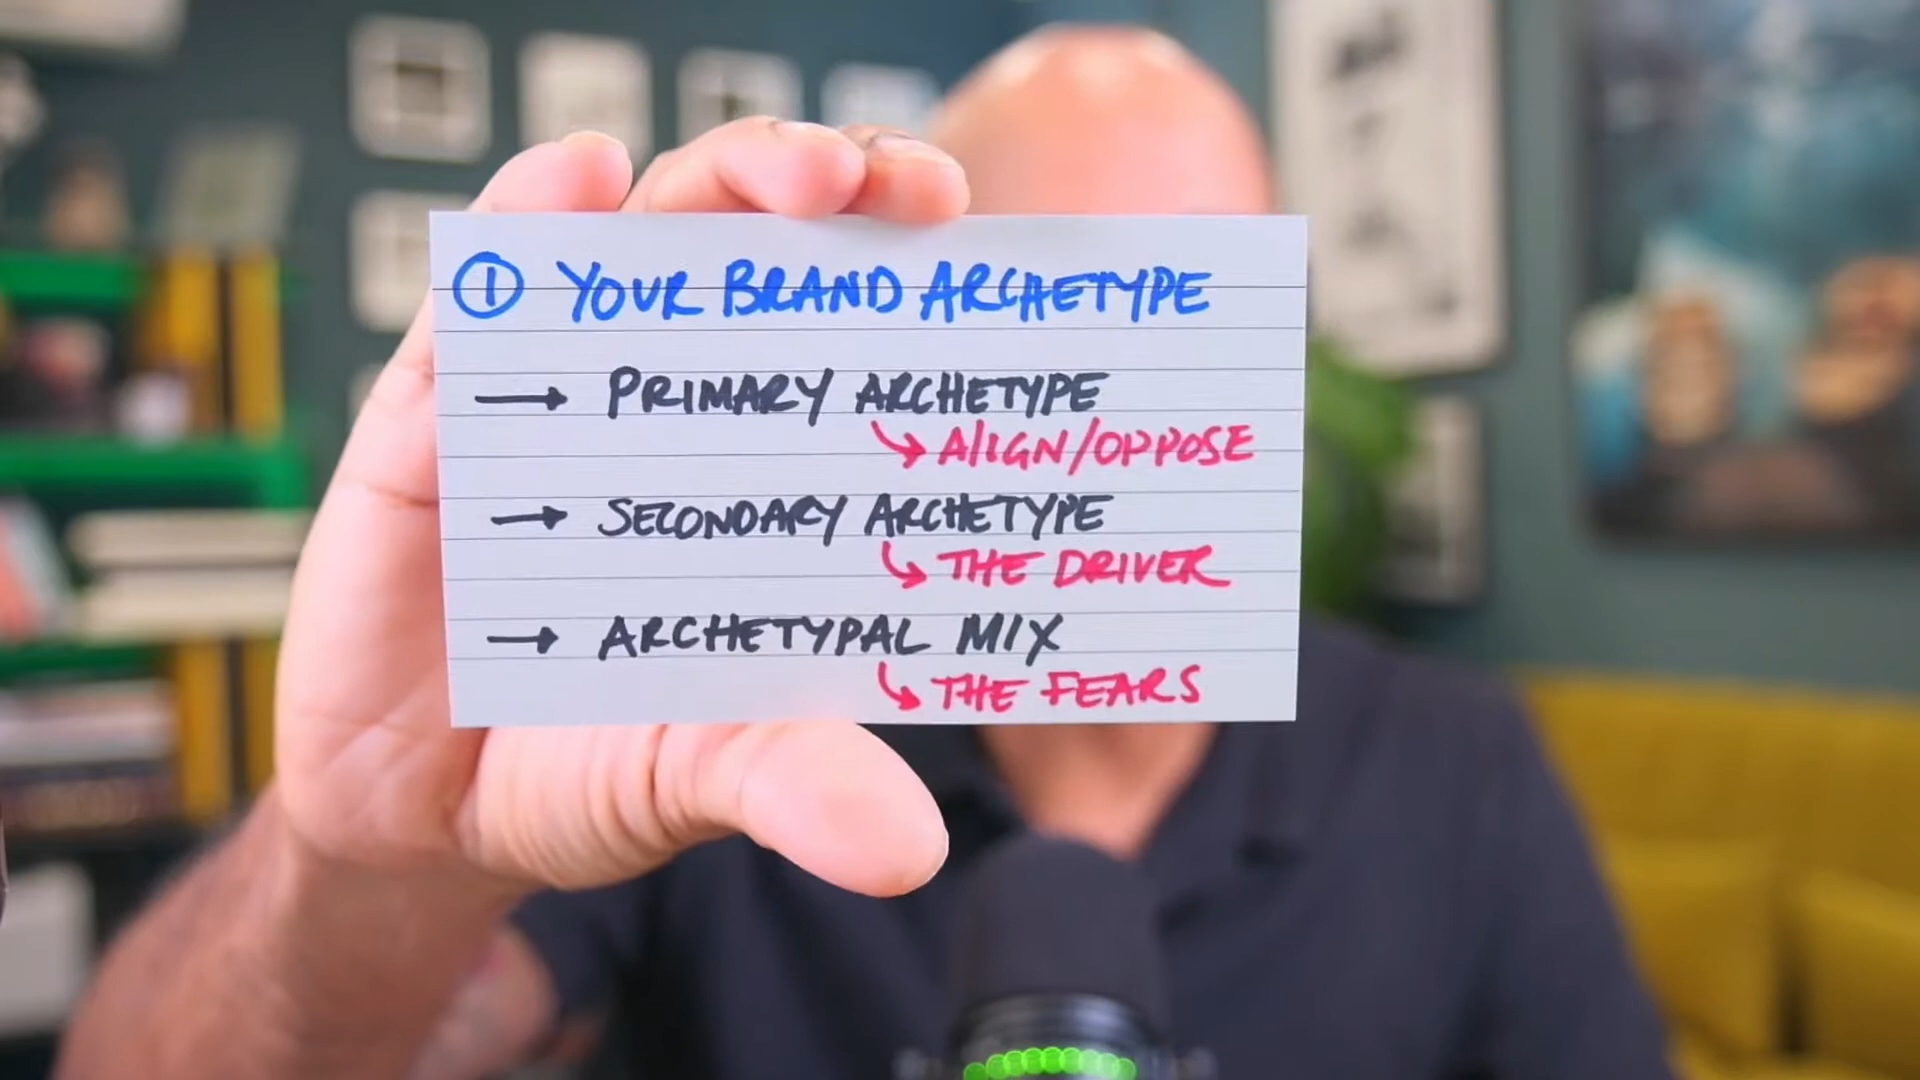 ① YOUR BRAND ARCHETYPE
→ PRIMARY ARCHETYPE
↳ ALIGN/OPPOSE
→ SECONDARY ARCHETYPE
↳ THE DRIVER
→ ARCHETYPAL MIX
↳ THE FEARS